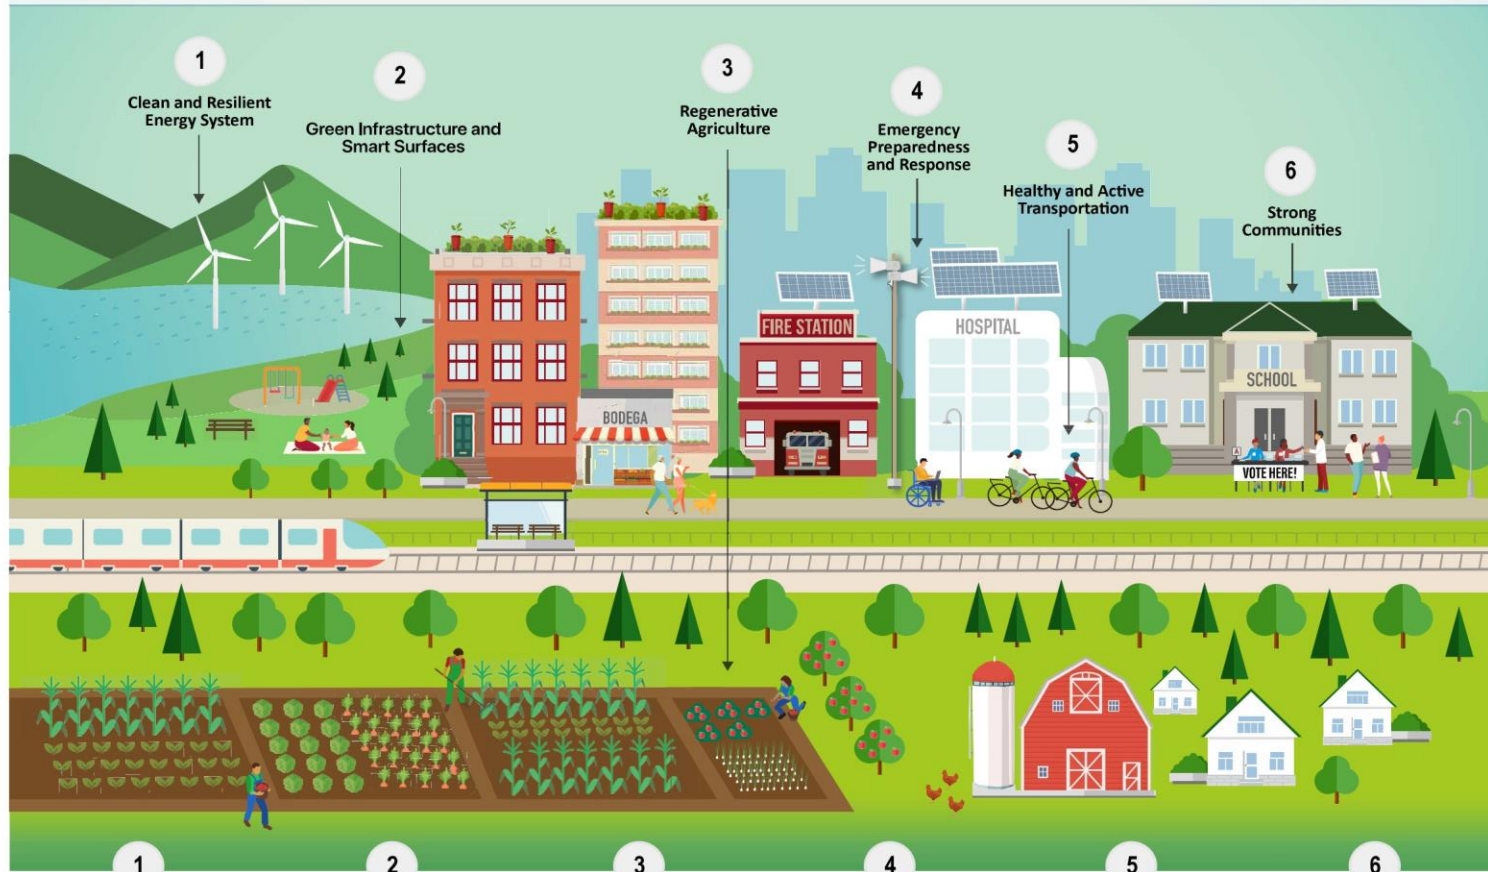 1
Clean and Resilient
Energy System
2
Green Infrastructure and
Smart Surfaces
3
Regenerative
Agriculture
4
Emergency
Preparedness
and Response
5
Healthy and Active
Transportation
6
Strong
Communities
FIRE STATION
HOSPITAL
SCHOOL
BODEGA
VOTE HERE!
1
2
3
4
5
6